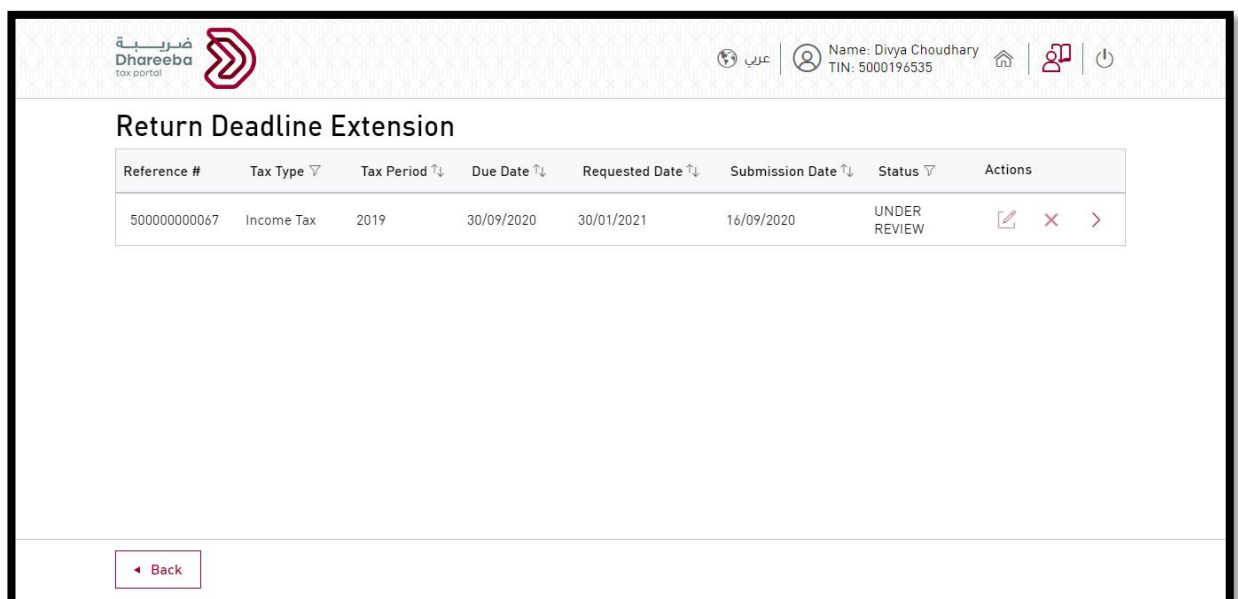 ضريبة
Dhareeba
tax portal
عربي
Name: Divya Choudhary
TIN: 5000196535
Return Deadline Extension
Reference # Tax Type Tax Period Due Date Requested Date Submission Date Status Actions
500000000067 Income Tax 2019 30/09/2020 30/01/2021 16/09/2020 UNDER
REVIEW
Back